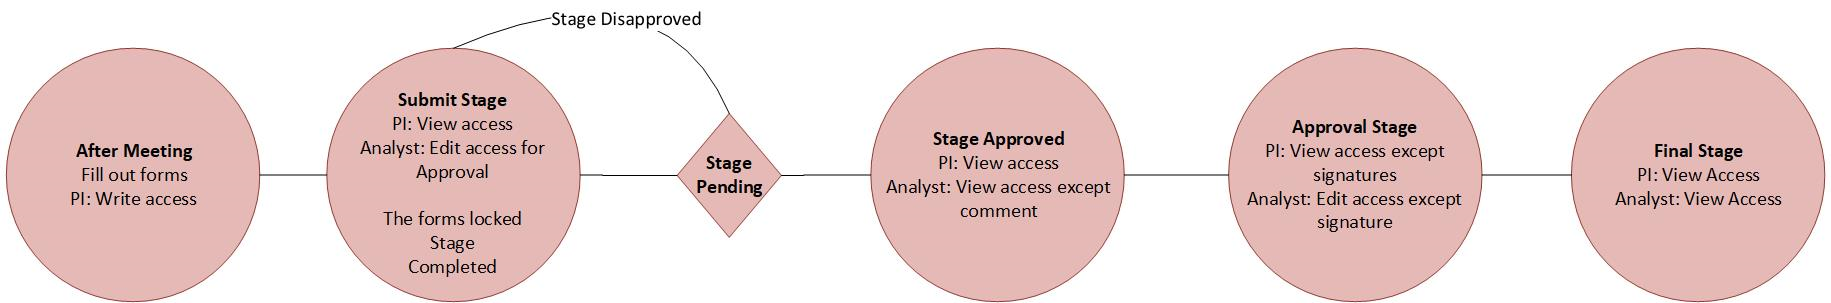 Stage Disapproved
After Meeting
Fill out forms
PI: Write access
Submit Stage
PI: View access
Analyst: Edit access for
Approval
The forms locked
Stage
Completed
Stage
Pending
Stage Approved
PI: View access
Analyst: View access except
comment
Approval Stage
PI: View access except
signatures
Analyst: Edit access except
signature
Final Stage
PI: View Access
Analyst: View Access